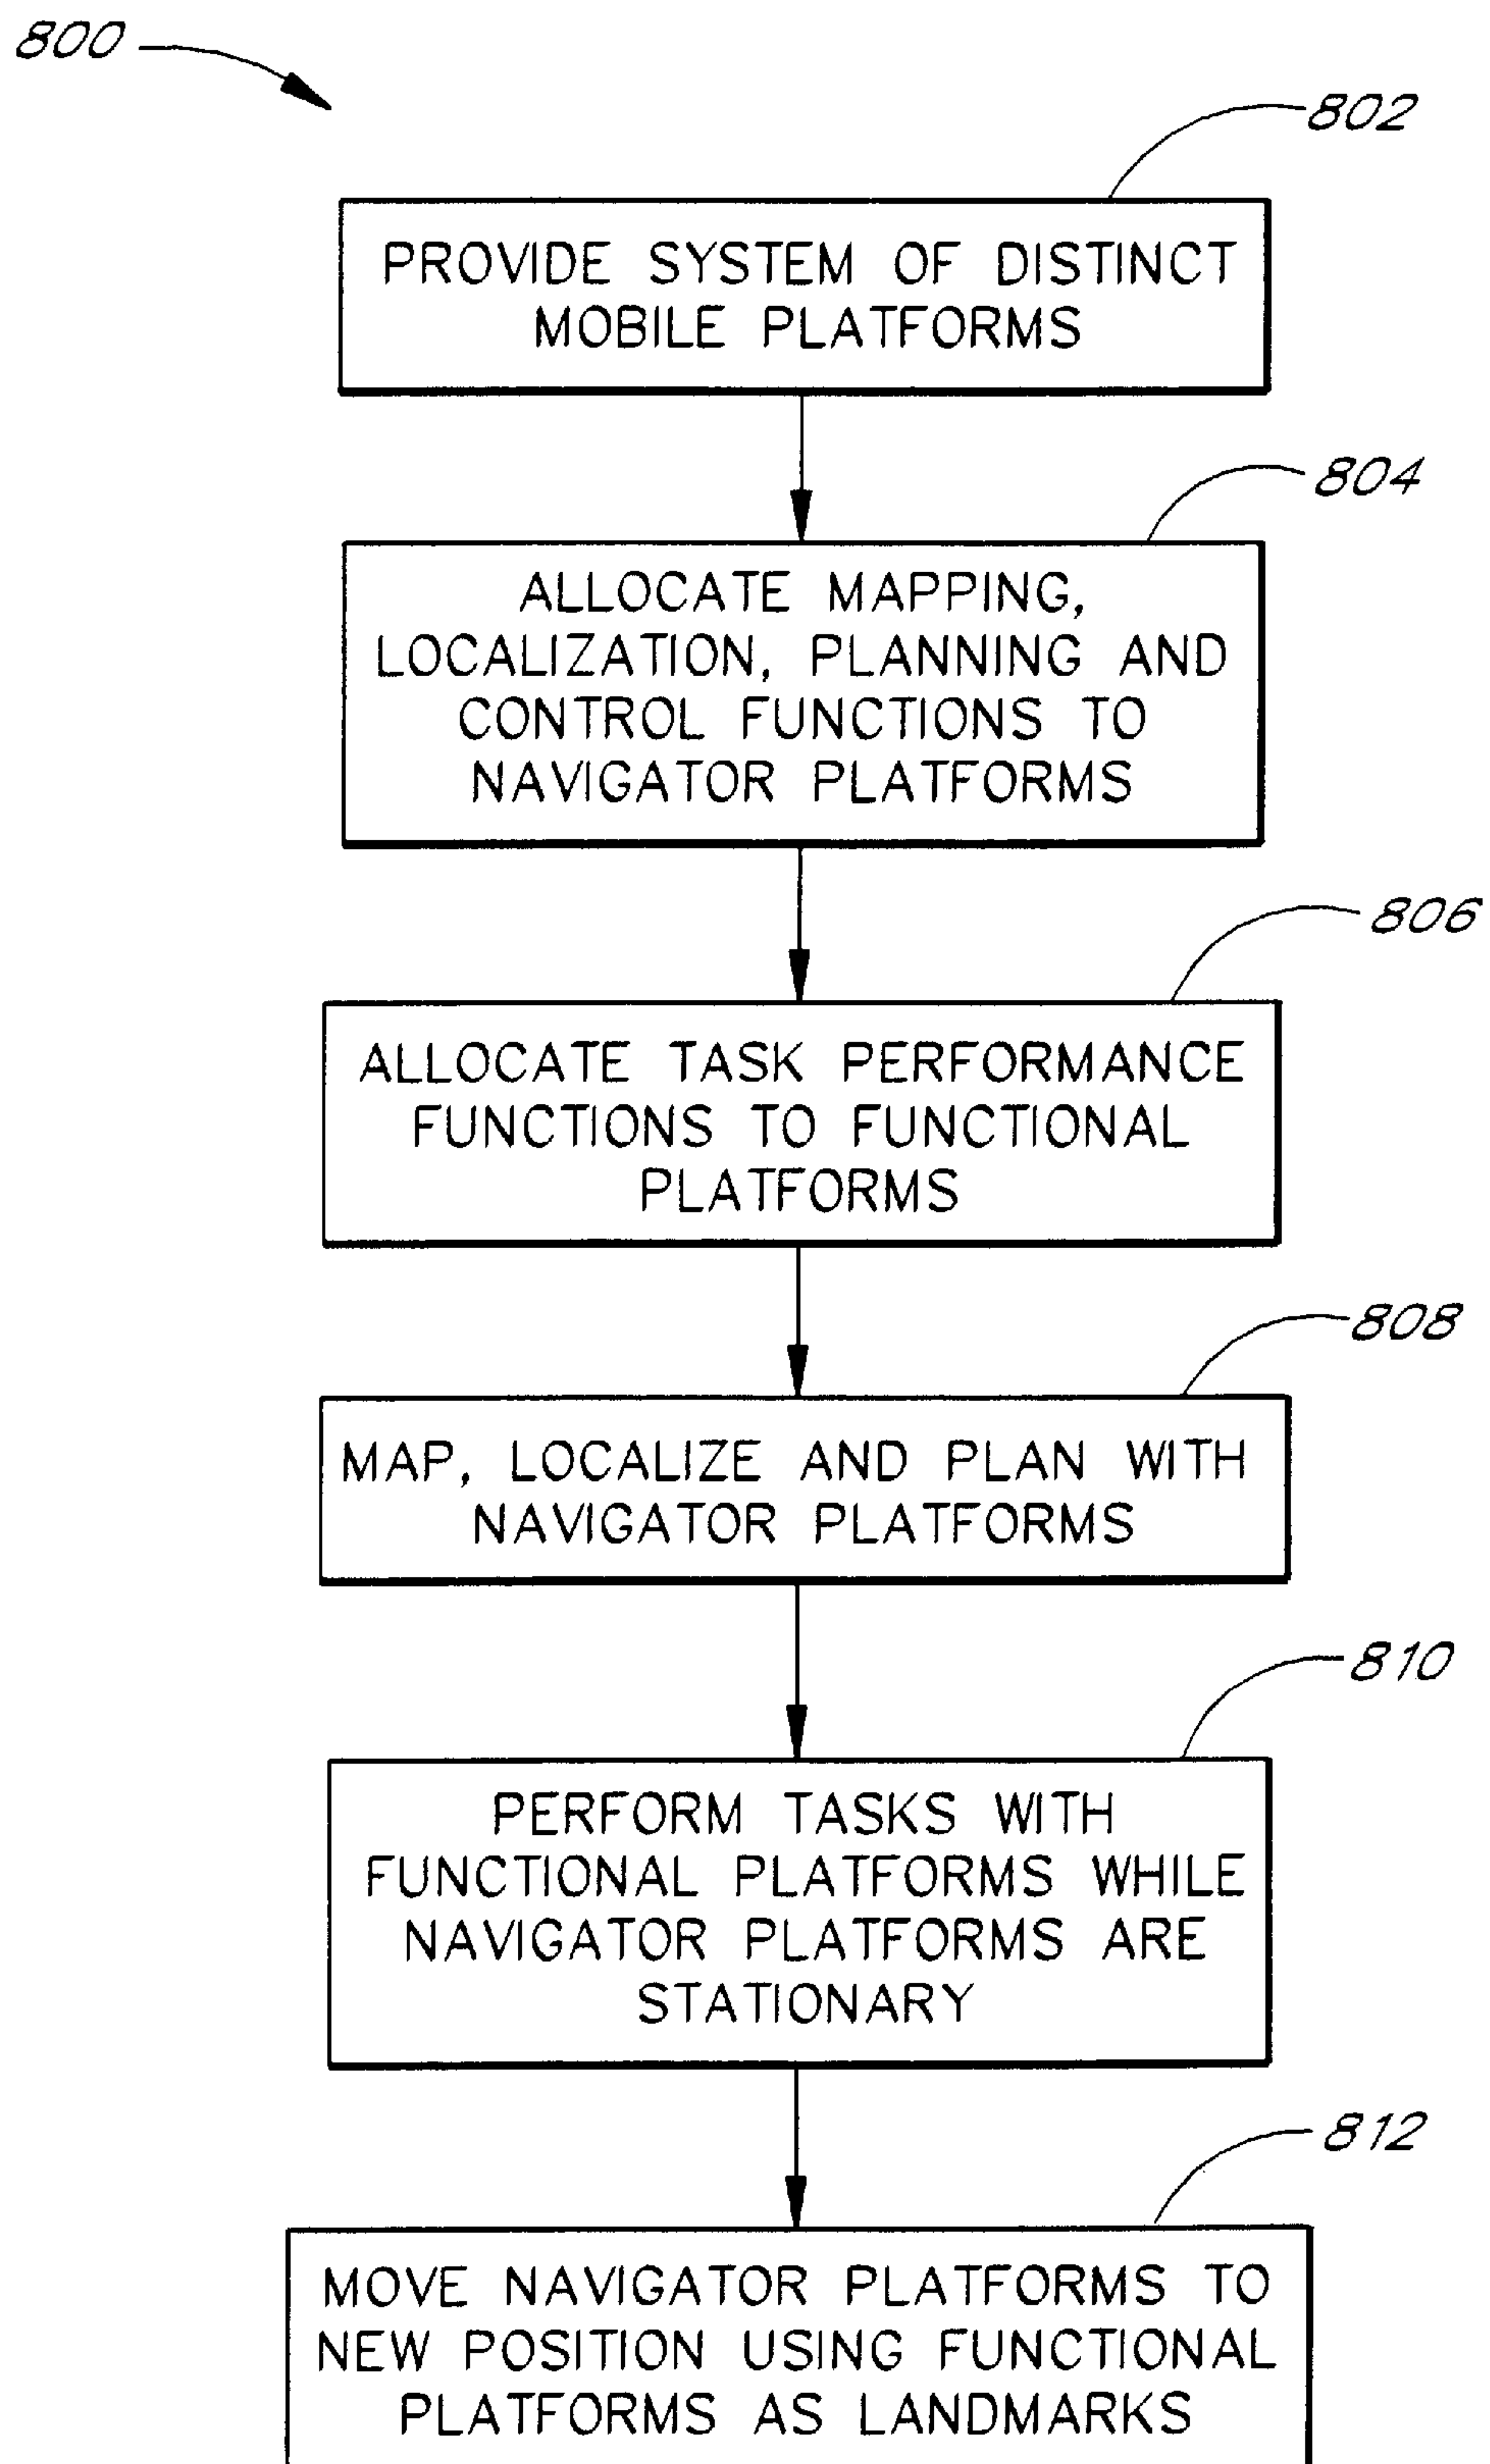 800
802
PROVIDE SYSTEM OF DISTINCT
MOBILE PLATFORMS
804
ALLOCATE MAPPING,
LOCALIZATION, PLANNING AND
CONTROL FUNCTIONS TO
NAVIGATOR PLATFORMS
806
ALLOCATE TASK PERFORMANCE
FUNCTIONS TO FUNCTIONAL
PLATFORMS
808
MAP, LOCALIZE AND PLAN WITH
NAVIGATOR PLATFORMS
810
PERFORM TASKS WITH
FUNCTIONAL PLATFORMS WHILE
NAVIGATOR PLATFORMS ARE
STATIONARY
812
MOVE NAVIGATOR PLATFORMS TO
NEW POSITION USING FUNCTIONAL
PLATFORMS AS LANDMARKS